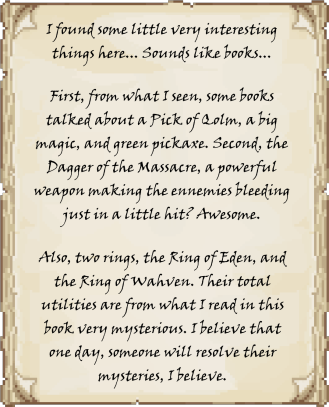 I found some little very interesting
things here... Sounds like books...
First, from what I seen, some books
talked about a Pick of Qolm, a big
magic, and green pickaxe. Second, the
Dagger of the Massacre, a powerful
weapon making the ennemies bleeding
just in a little hit? Awesome.
Also, two rings, the Ring of Eden, and
the Ring of Wahven. Their total
utilities are from what I read in this
book very mysterious. I believe that
one day, someone will resolve their
mysteries, I believe.